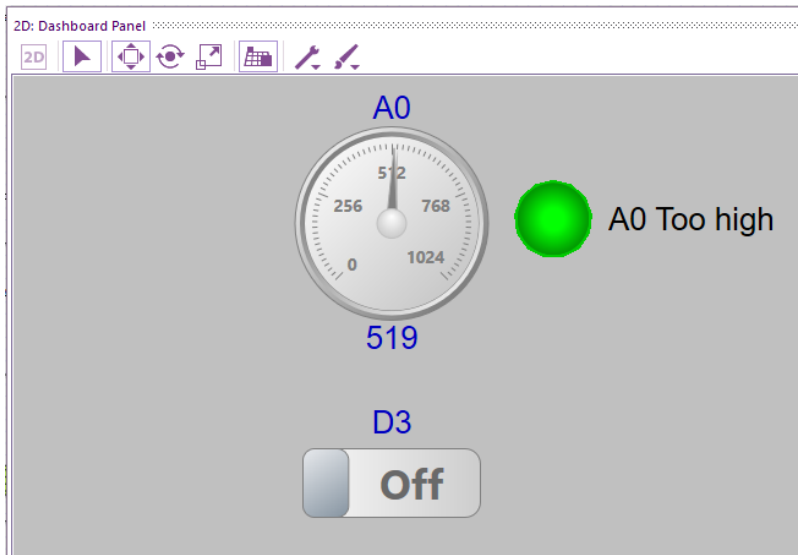 2D: Dashboard Panel
2D
A0
512
256
768
0
1024
519
A0 Too high
D3
Off